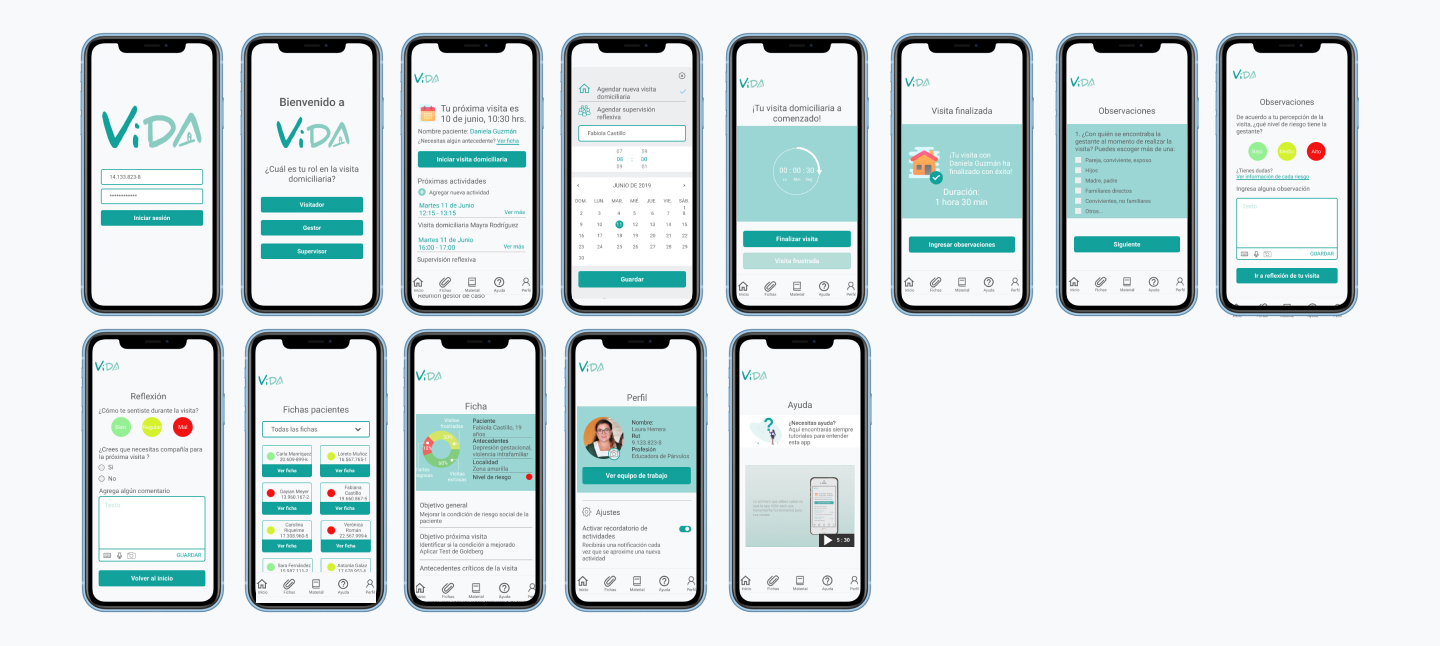 ViDA
14.133.823-8
************
Iniciar sesión
Bienvenido a
ViDA
¿Cuál es tu rol en la visita
domiciliaria?
Visitador
Gestor
Supervisor
ViDA
Tu próxima visita es
10 de junio, 10:30 hrs.
Nombre paciente: Daniela Guzmán
¿Necesitas algún antecedente? Ver ficha
Iniciar visita domiciliaria
Próximas actividades
Agregar nueva actividad
Martes 11 de Junio
12:15 - 13:15 Ver más
Visita domiciliaria Mayra Rodríguez
Martes 11 de Junio
16:00 - 17:00 Ver más
Supervisión reflexiva
Inicio Fichas Material Ayuda Perfil
Reunión gestor de caso
Agendar nueva visita
domiciliaria
Agendar supervisión
reflexiva
Fabiola Castillo
07 59
08 : 00
09 01
‹ JUNIO DE 2019 ›
DOM. LUN. MAR. MIÉ. JUE. VIE. SÁB.
1
2 3 4 5 6 7 8
9 10 11 12 13 14 15
16 17 18 19 20 21 22
23 24 25 26 27 28 29
30
Guardar
ViDA
¡Tu visita domiciliaria a
comenzado!
00 : 00 : 30
Finalizar visita
Visita frustrada
Inicio Fichas Material Ayuda Perfil
ViDA
Visita finalizada
¡Tu visita con
Daniela Guzmán ha
finalizado con éxito!
Duración:
1 hora 30 min
Ingresar observaciones
Inicio Fichas Material Ayuda Perfil
ViDA
Observaciones
1. ¿Con quién se encontraba la
gestante al momento de realizar la
visita? Puedes escoger más de una.
Pareja, conviviente, esposo
Hijos
Madre, padre
Familiares directos
Convivientes, no familiares
Otros...
Siguiente
Inicio Fichas Material Ayuda Perfil
ViDA
Observaciones
De acuerdo a tu percepción de la
visita, ¿qué nivel de riesgo tiene la
gestante?
Bajo Medio Alto
¿Tienes dudas?
Ver información de cada riesgo
Ingresa alguna observación
Texto...
GUARDAR
Ir a reflexión de tu visita
ViDA
Reflexión
¿Cómo te sentiste durante la visita?
Bien Regular Mal
¿Crees que necesitas compañía para
la próxima visita ?
Si
No
Agrega algún comentario
Texto...
GUARDAR
Volver al inicio
ViDA
Fichas pacientes
Todas las fichas
Carla Manríquez
20.609.899-k
Ver ficha
Loreto Muñoz
16.567.765-1
Ver ficha
Dayian Meyer
13.960.167-2
Ver ficha
Fabiana
Castillo
19.660.867-5
Ver ficha
Carolina
Riquelme
17.303.960-5
Ver ficha
Verónica
Román
22.367.999-k
Ver ficha
Sara Fernández
Antonia Galaz
Inicio Fichas Material Ayuda Perfil
ViDA
Ficha
Visitas
frustradas
Visitas
exitosas
Paciente
Fabiola Castillo, 19
años
Antecedentes
Depresión gestacional,
violencia intrafamiliar
Localidad
Zona amarilla
Nivel de riesgo
Objetivo general
Mejorar la condición de riesgo social de la
paciente
Objetivo próxima visita
Identificar si la condición a mejorado
Aplicar Test de Goldberg
Antecedentes críticos de la visita
Inicio Fichas Material Ayuda Perfil
ViDA
Perfil
Nombre:
Laura Herrera
Rut
9.133.823-8
Profesión
Educadora de Párvulos
Ver equipo de trabajo
Ajustes
Activar recordatorio de
actividades
Recibirás una notificación cada
vez que se aproxime una nueva
actividad
Inicio Fichas Material Ayuda Perfil
ViDA
Ayuda
¿Necesitas ayuda?
Aquí encontrarás siempre
tutoriales para entender
esta app
5 : 30
Inicio Fichas Material Ayuda Perfil